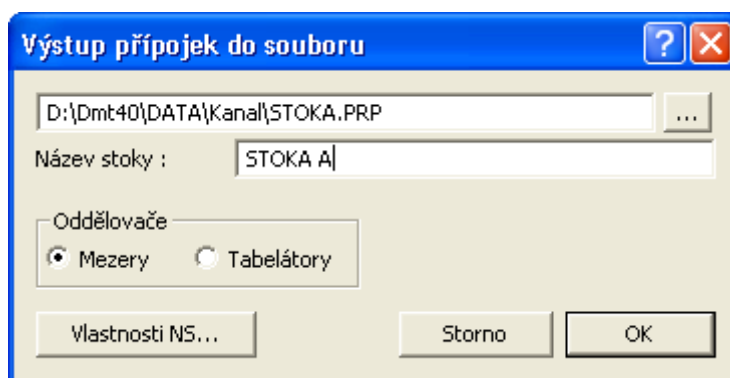 Výstup přípojek do souboru
D:\Dmt40\DATA\Kanal\STOKA.PRP ...
Název stoky : STOKA A
Oddělovače
Mezery Tabelátory
Vlastnosti NS... Storno OK